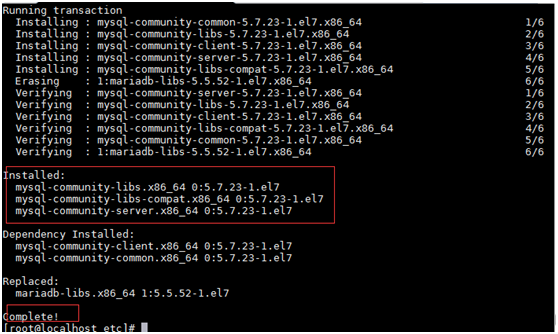 Running transaction
Installing : mysql-community-common-5.7.23-1.el7.x86_64 1/6
Installing : mysql-community-libs-5.7.23-1.el7.x86_64 2/6
Installing : mysql-community-client-5.7.23-1.el7.x86_64 3/6
Installing : mysql-community-server-5.7.23-1.el7.x86_64 4/6
Installing : mysql-community-libs-compat-5.7.23-1.el7.x86_64 5/6
Erasing : 1:mariadb-libs-5.5.52-1.el7.x86_64 6/6
Verifying : mysql-community-server-5.7.23-1.el7.x86_64 1/6
Verifying : mysql-community-libs-5.7.23-1.el7.x86_64 2/6
Verifying : mysql-community-client-5.7.23-1.el7.x86_64 3/6
Verifying : mysql-community-libs-compat-5.7.23-1.el7.x86_64 4/6
Verifying : mysql-community-common-5.7.23-1.el7.x86_64 5/6
Verifying : 1:mariadb-libs-5.5.52-1.el7.x86_64 6/6
Installed:
mysql-community-libs.x86_64 0:5.7.23-1.el7
mysql-community-libs-compat.x86_64 0:5.7.23-1.el7
mysql-community-server.x86_64 0:5.7.23-1.el7
Dependency Installed:
mysql-community-client.x86_64 0:5.7.23-1.el7
mysql-community-common.x86_64 0:5.7.23-1.el7
Replaced:
mariadb-libs.x86_64 1:5.5.52-1.el7
Complete!
[root@localhost etc]#